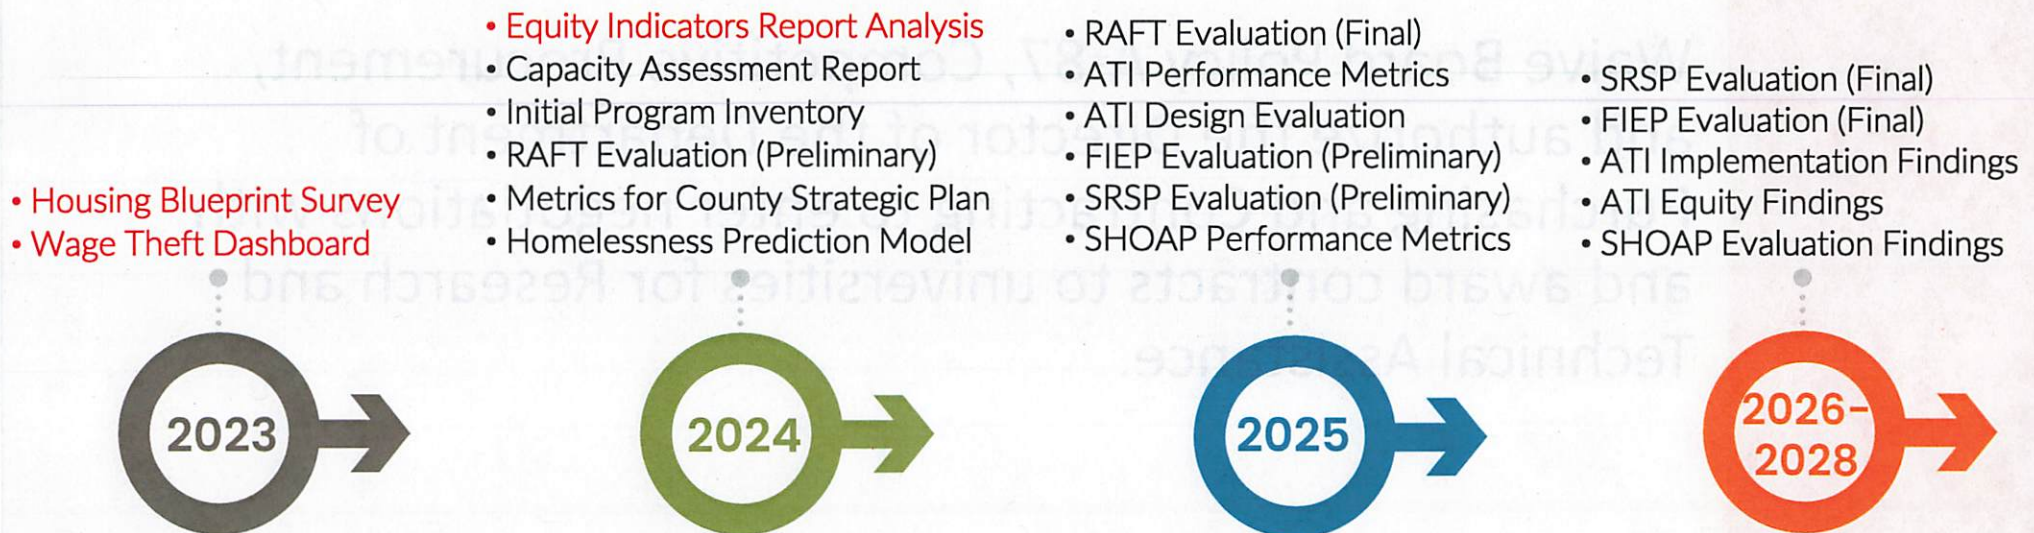 • Housing Blueprint Survey
• Wage Theft Dashboard
2023
• Equity Indicators Report Analysis
• Capacity Assessment Report
• Initial Program Inventory
• RAFT Evaluation (Preliminary)
• Metrics for County Strategic Plan
• Homelessness Prediction Model
2024
• RAFT Evaluation (Final)
• ATI Performance Metrics
• ATI Design Evaluation
• FIEP Evaluation (Preliminary)
• SRSP Evaluation (Preliminary)
• SHOAP Performance Metrics
2025
• SRSP Evaluation (Final)
• FIEP Evaluation (Final)
• ATI Implementation Findings
• ATI Equity Findings
• SHOAP Evaluation Findings
2026-
2028